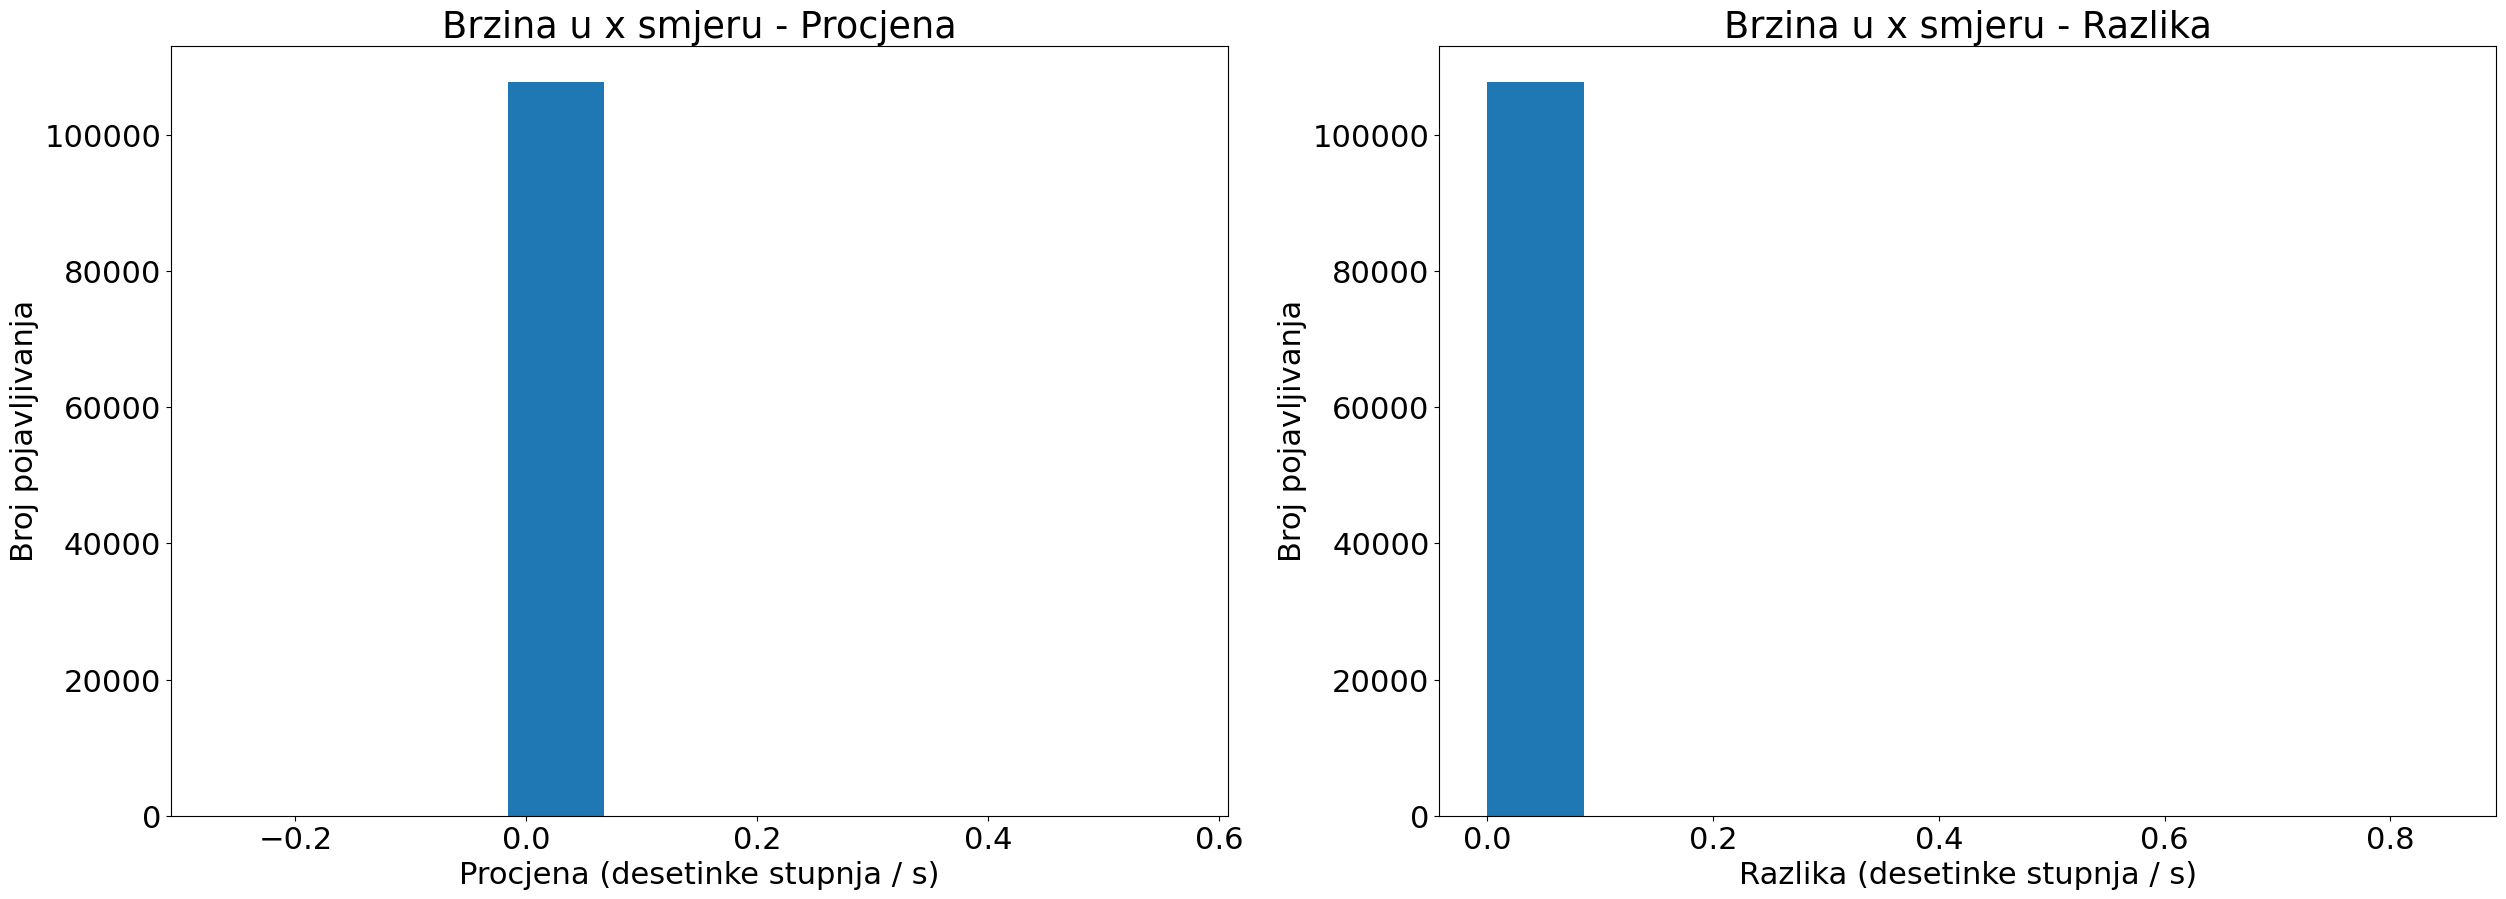 Brzina u x smjeru - Procjena
100000
80000
60000
40000
20000
0
Broj pojavljivanja
−0.2 0.0 0.2 0.4 0.6
Procjena (desetinke stupnja / s)
Brzina u x smjeru - Razlika
100000
80000
60000
40000
20000
0
Broj pojavljivanja
0.0 0.2 0.4 0.6 0.8
Razlika (desetinke stupnja / s)